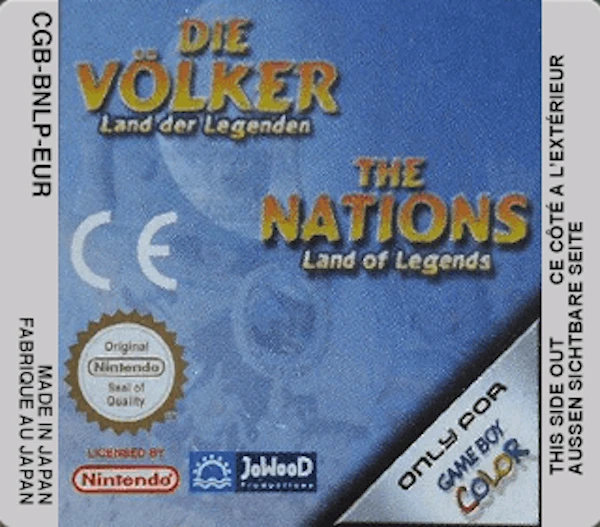 CGB-BNLP-EUR
MADE IN JAPAN
FABRIQUE AU JAPAN
DIE
VÖLKER
Land der Legenden
THE
NATIONS
Land of Legends
CE
Original
Nintendo
Seal of
Quality
LICENSED BY
Nintendo
JoWooD
Productions
ONLY FOR
GAME BOY
COLOR
THIS SIDE OUT
CE CÔTÉ A L'EXTÉRIEUR
AUSSEN SICHTBARE SEITE